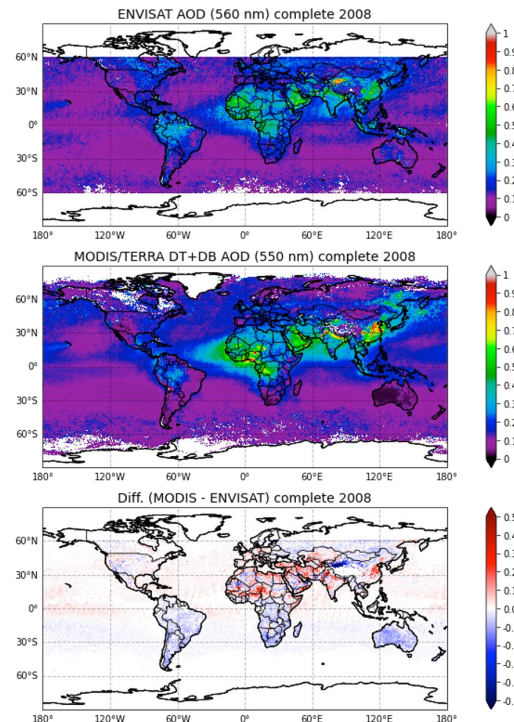 ENVISAT AOD (560 nm) complete 2008
60°N
30°N
0°
30°S
60°S
180° 120°W 60°W 0° 60°E 120°E 180°
1
0.9
0.8
0.7
0.6
0.5
0.4
0.3
0.2
0.1
0
MODIS/TERRA DT+DB AOD (550 nm) complete 2008
60°N
30°N
0°
30°S
60°S
180° 120°W 60°W 0° 60°E 120°E 180°
1
0.9
0.8
0.7
0.6
0.5
0.4
0.3
0.2
0.1
0
Diff. (MODIS - ENVISAT) complete 2008
60°N
30°N
0°
30°S
60°S
180° 120°W 60°W 0° 60°E 120°E 180°
0.
0.4
0.3
0.2
0.1
0.0
-0.
-0.
-0.
-0.
-0.